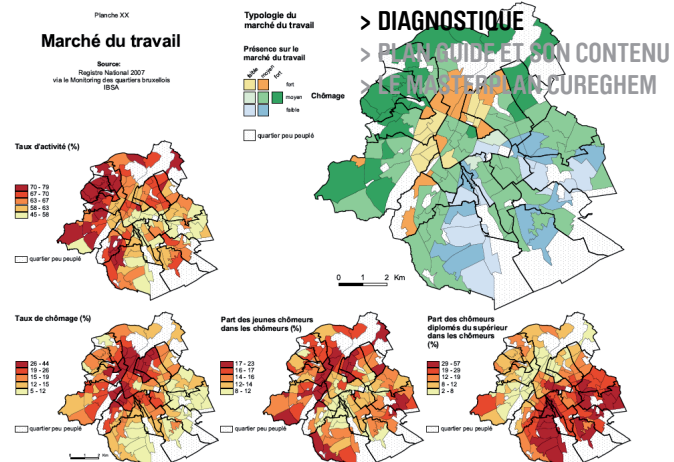 Planche XX
Marché du travail
Source:
Registre National 2007
via le Monitoring des quartiers bruxellois
IBSA
Typologie du
marché du travail
Présence sur le
marché du travail
faible
moyen
fort
fort
moyen
Chômage
faible
quartier peu peuplé
> DIAGNOSTIQUE
> PLAN GUIDE ET SON CONTENU
> LE MASTERPLAN CUREGHEM
0 1 2 Km
Taux d'activité (%)
70 - 79
67 - 70
63 - 67
58 - 63
45 - 58
quartier peu peuplé
Taux de chômage (%)
26 - 44
19 - 26
15 - 19
12 - 15
5 - 12
quartier peu peuplé
0 1 2 Km
Part des jeunes chômeurs
dans les chômeurs (%)
17 - 23
16 - 17
14 - 16
12 - 14
8 - 12
quartier peu peuplé
Part des chômeurs
diplomés du supérieur
dans les chômeurs
(%)
29 - 57
19 - 29
12 - 19
8 - 12
2 - 8
quartier peu peuplé